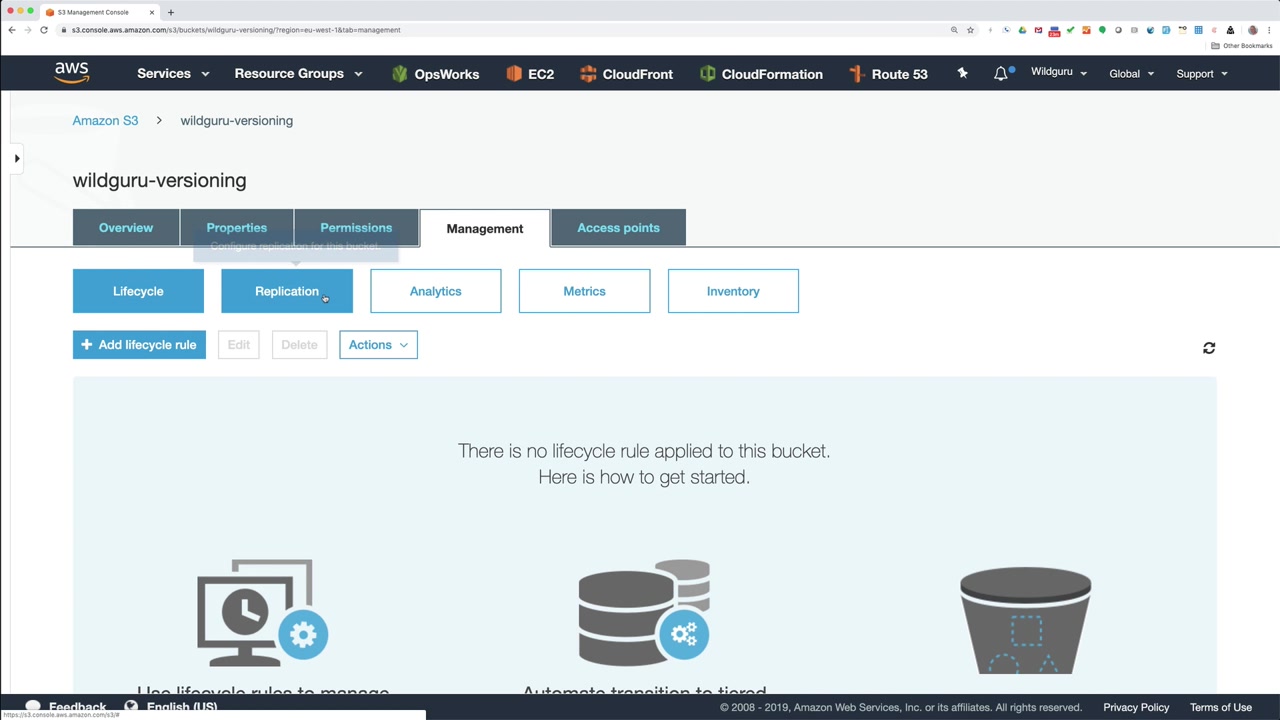 S3 Management Console
s3.console.aws.amazon.com/s3/buckets/wildguru-versioning/?region=eu-west-1&tab=management
Other Bookmarks
aws
Services
Resource Groups
OpsWorks
EC2
CloudFront
CloudFormation
Route 53
Wildguru
Global
Support
Amazon S3
wildguru-versioning
wildguru-versioning
Overview
Properties
Permissions
Management
Access points
Configure replication for this bucket.
Lifecycle
Replication
Analytics
Metrics
Inventory
+ Add lifecycle rule
Edit
Delete
Actions
There is no lifecycle rule applied to this bucket.
Here is how to get started.
Use lifecycle rules to manage
Automate transition to tiered
Feedback
English (US)
© 2008 - 2019, Amazon Web Services, Inc. or its affiliates. All rights reserved.
Privacy Policy
Terms of Use
https://s3.console.aws.amazon.com/s3/#